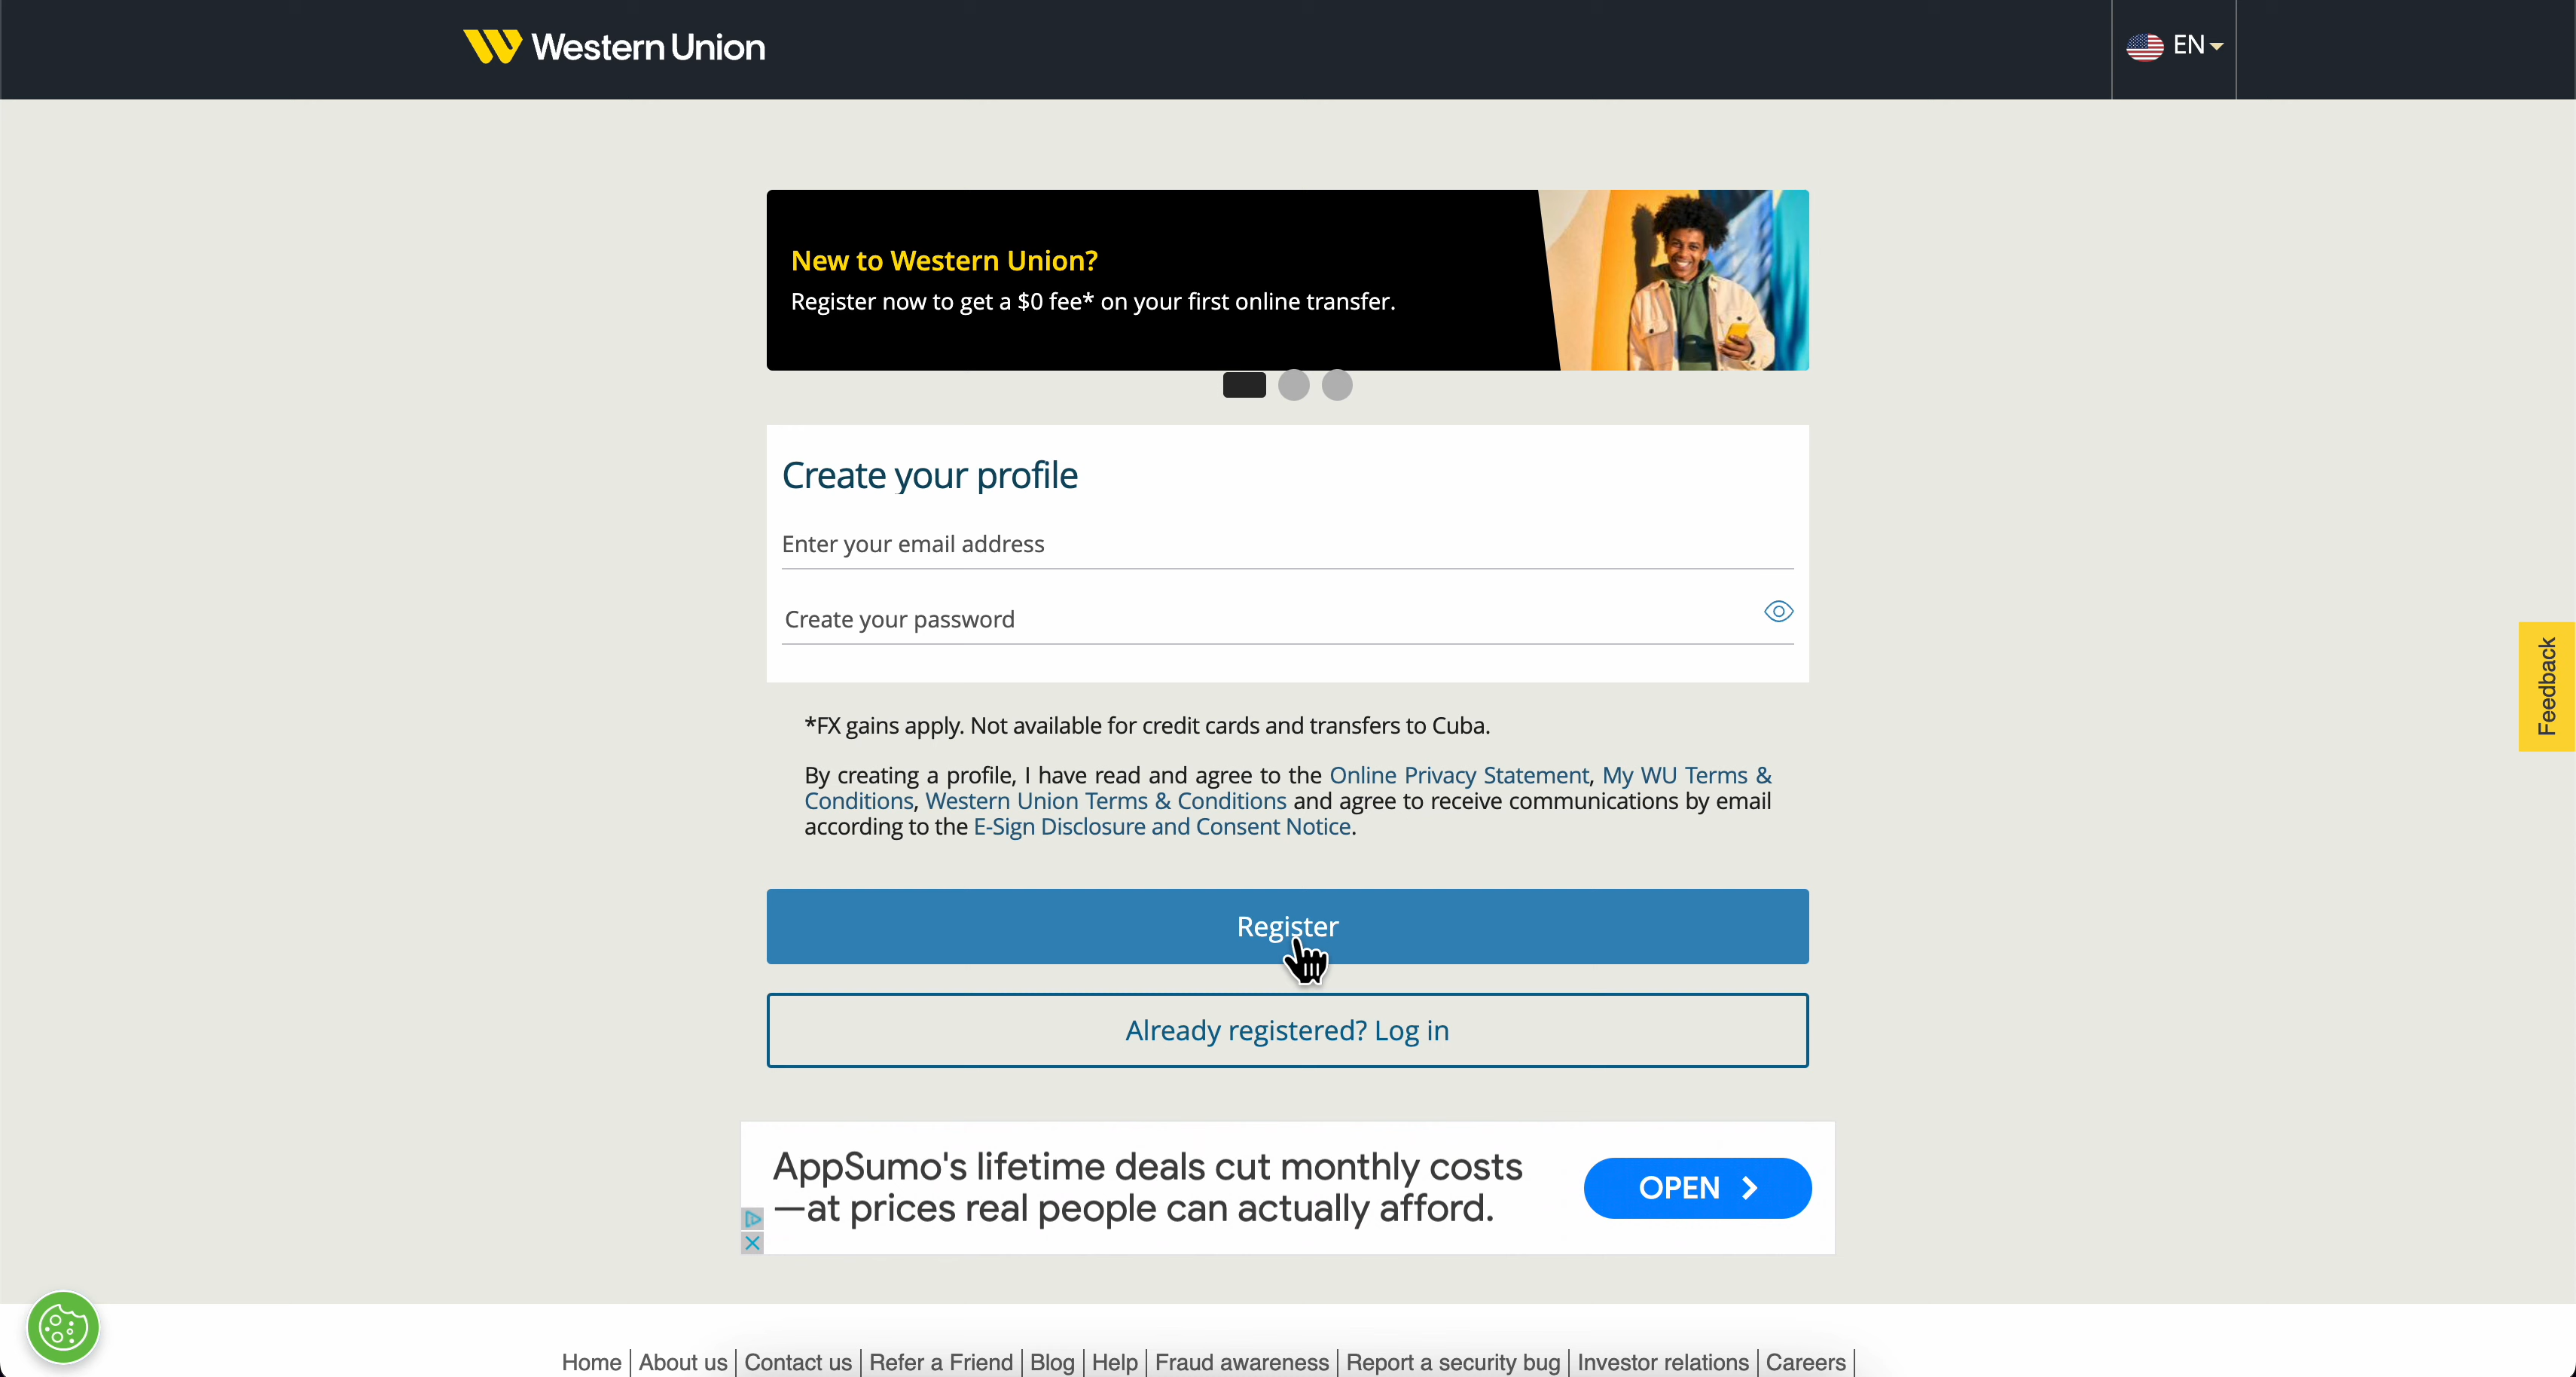 Western Union
EN
New to Western Union?
Register now to get a $0 fee* on your first online transfer.
Create your profile
Enter your email address
Create your password
Feedback
*FX gains apply. Not available for credit cards and transfers to Cuba.
By creating a profile, I have read and agree to the Online Privacy Statement, My WU Terms &
Conditions, Western Union Terms & Conditions and agree to receive communications by email
according to the E-Sign Disclosure and Consent Notice.
Register
Already registered? Log in
AppSumo's lifetime deals cut monthly costs
—at prices real people can actually afford.
OPEN
Home | About us | Contact us | Refer a Friend | Blog | Help | Fraud awareness | Report a security bug | Investor relations | Careers |